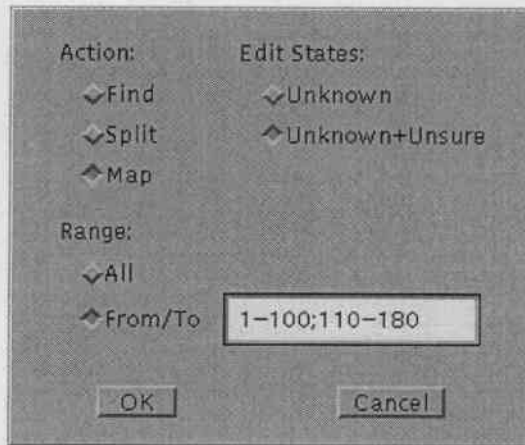 Action:
Find
Split
Map
Edit States:
Unknown
Unknown+Unsure
Range:
All
From/To 1-100;110-180
OK Cancel